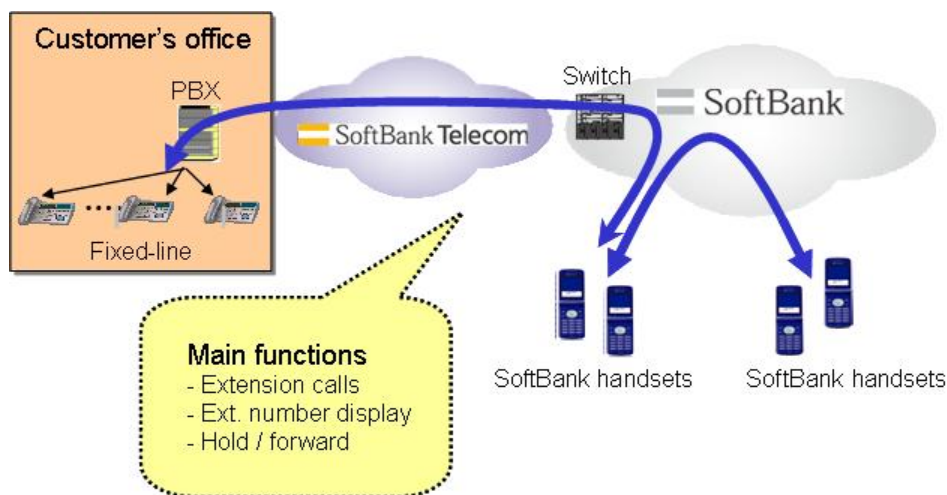 Customer's office
PBX
Fixed-line
SoftBank Telecom
Switch
SoftBank
Main functions
- Extension calls
- Ext. number display
- Hold / forward
SoftBank handsets
SoftBank handsets